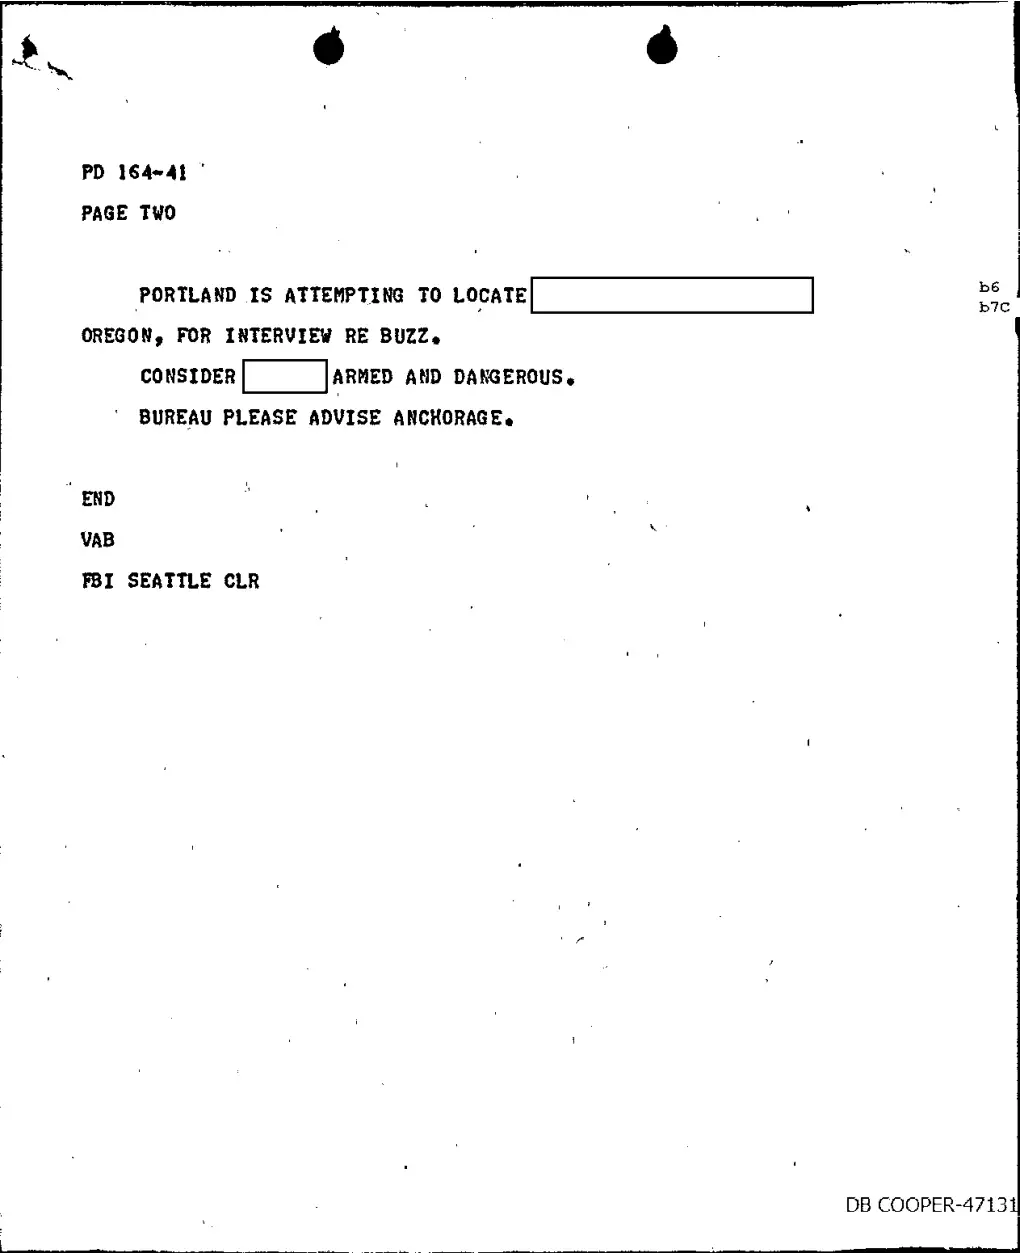 PD 164-41
PAGE TWO
PORTLAND IS ATTEMPTING TO LOCATE
b6
b7C
OREGON, FOR INTERVIEW RE BUZZ.
CONSIDER ARMED AND DANGEROUS.
BUREAU PLEASE ADVISE ANCHORAGE.
END
VAB
FBI SEATTLE CLR
DB COOPER-47131